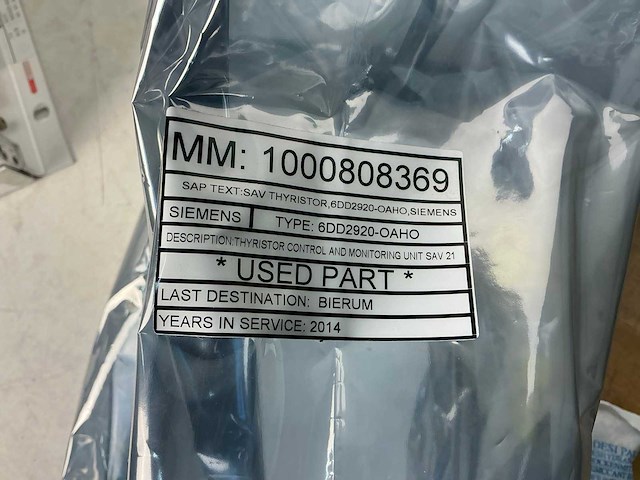 MM: 1000808369
SAP TEXT:SAV THYRISTOR,6DD2920-OAHO,SIEMENS
SIEMENS TYPE: 6DD2920-OAHO
DESCRIPTION:THYRISTOR CONTROL AND MONITORING UNIT SAV 21
* USED PART *
LAST DESTINATION: BIERUM
YEARS IN SERVICE: 2014